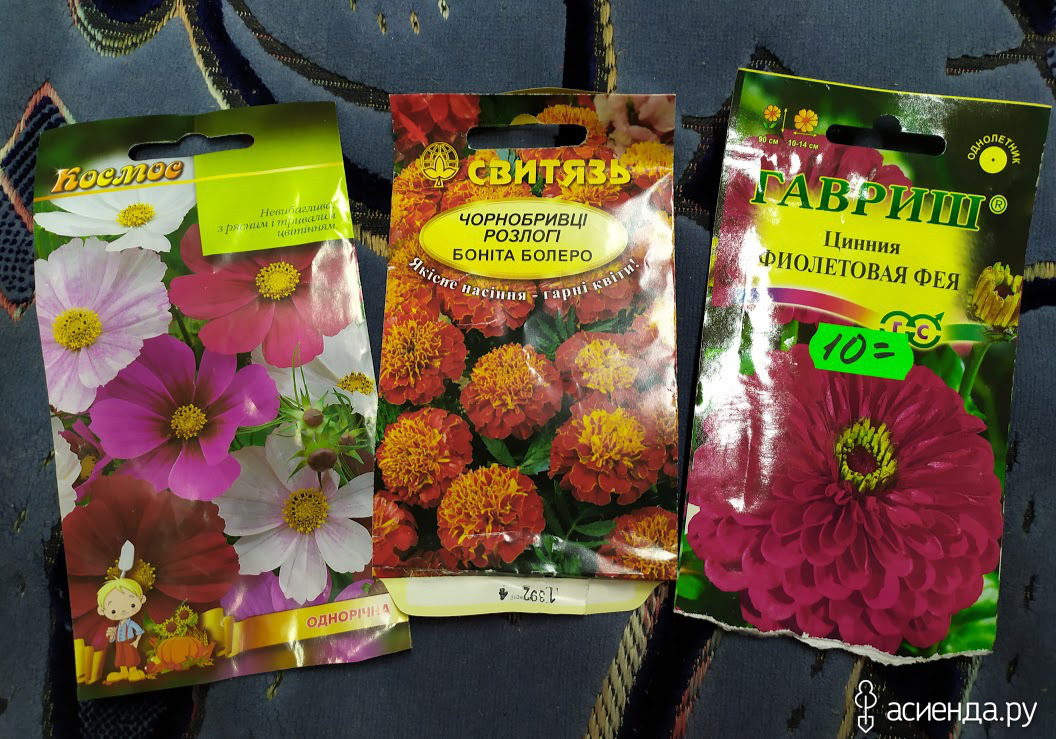 Космос
Невибаглива,
з рясним і тривалим
цвітінням
ОДНОРІЧНА
СВИТЯЗЬ
ЧОРНОБРИВЦІ
РОЗЛОГІ
БОНІТА БОЛЕРО
Якісне насіння - гарні квіти!
90 см
10-14 см
ОДНОЛЕТНИК
ГАВРИШ®
Цинния
ФИОЛЕТОВАЯ ФЕЯ
Г С
10=
асиенда.ру